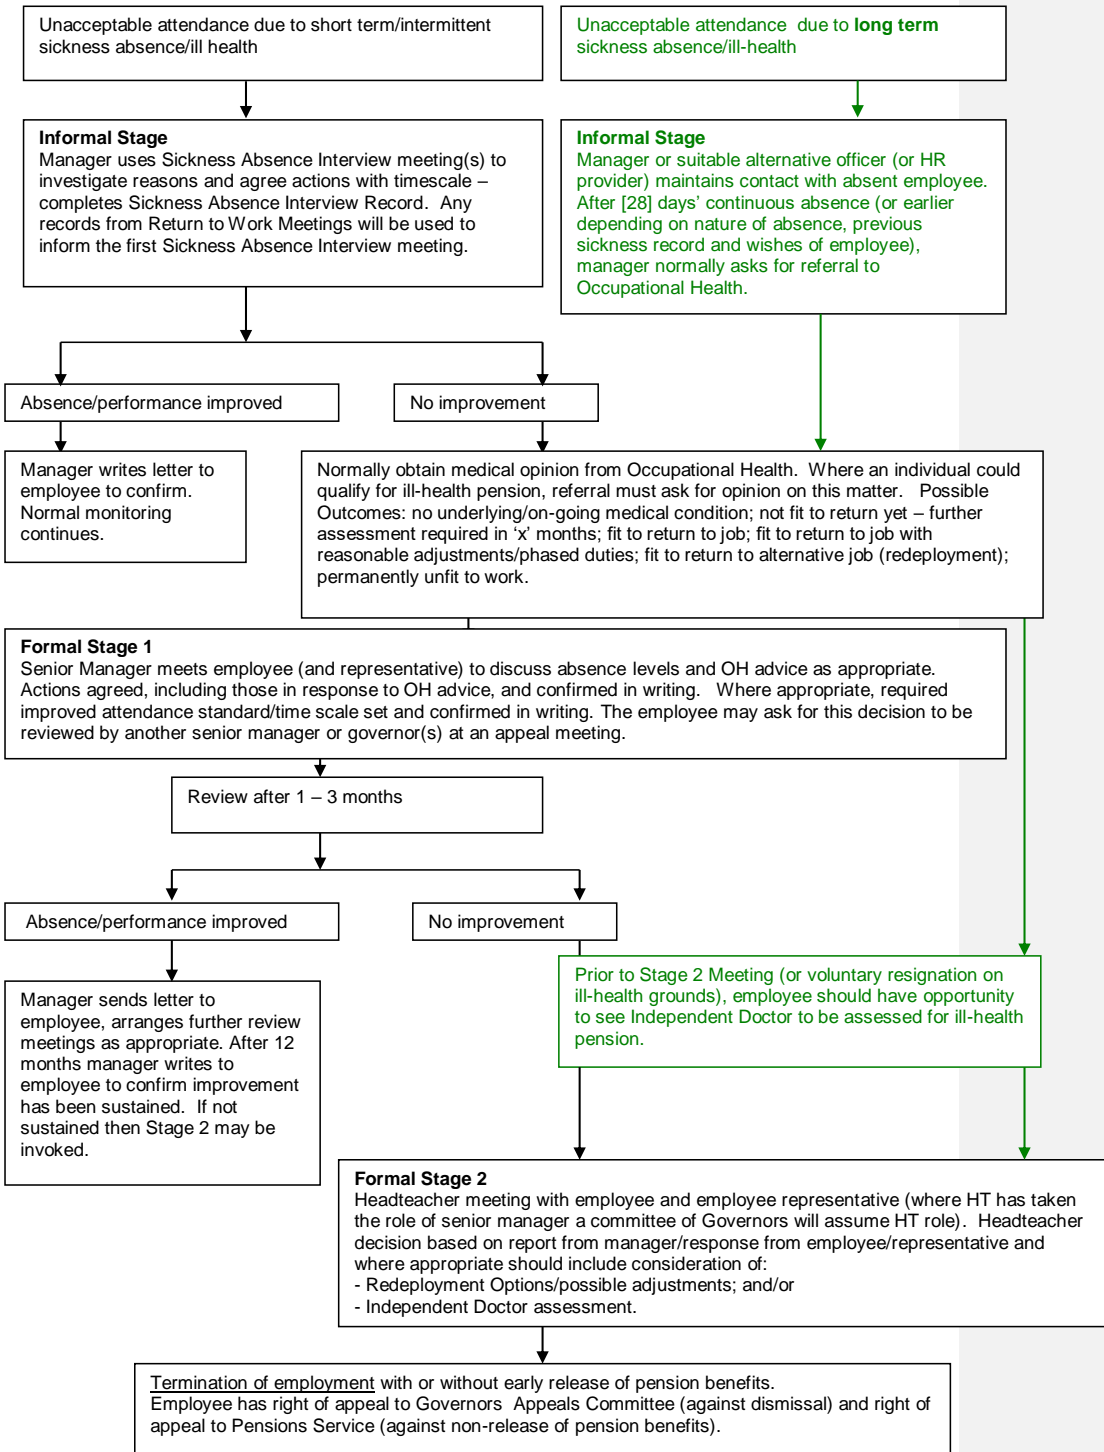 Unacceptable attendance due to short term/intermittent
sickness absence/ill health
Unacceptable attendance  due to long term
sickness absence/ill-health
Informal Stage
Manager uses Sickness Absence Interview meeting(s) to
investigate reasons and agree actions with timescale –
completes Sickness Absence Interview Record.  Any
records from Return to Work Meetings will be used to
inform the first Sickness Absence Interview meeting.
Informal Stage
Manager or suitable alternative officer (or HR
provider) maintains contact with absent employee.
After [28] days’ continuous absence (or earlier
depending on nature of absence, previous
sickness record and wishes of employee),
manager normally asks for referral to
Occupational Health.
Absence/performance improved
No improvement
Manager writes letter to
employee to confirm.
Normal monitoring
continues.
Normally obtain medical opinion from Occupational Health.  Where an individual could
qualify for ill-health pension, referral must ask for opinion on this matter.   Possible
Outcomes: no underlying/on-going medical condition; not fit to return yet – further
assessment required in ‘x’ months; fit to return to job; fit to return to job with
reasonable adjustments/phased duties; fit to return to alternative job (redeployment);
permanently unfit to work.
Formal Stage 1
Senior Manager meets employee (and representative) to discuss absence levels and OH advice as appropriate.
Actions agreed, including those in response to OH advice, and confirmed in writing.   Where appropriate, required
improved attendance standard/time scale set and confirmed in writing. The employee may ask for this decision to be
reviewed by another senior manager or governor(s) at an appeal meeting.
Review after 1 – 3 months
Absence/performance improved
No improvement
Manager sends letter to
employee, arranges further review
meetings as appropriate. After 12
months manager writes to
employee to confirm improvement
has been sustained.  If not
sustained then Stage 2 may be
invoked.
Prior to Stage 2 Meeting (or voluntary resignation on
ill-health grounds), employee should have opportunity
to see Independent Doctor to be assessed for ill-health
pension.
Formal Stage 2
Headteacher meeting with employee and employee representative (where HT has taken
the role of senior manager a committee of Governors will assume HT role).  Headteacher
decision based on report from manager/response from employee/representative and
where appropriate should include consideration of:
- Redeployment Options/possible adjustments; and/or
- Independent Doctor assessment.
Termination of employment with or without early release of pension benefits.
Employee has right of appeal to Governors  Appeals Committee (against dismissal) and right of
appeal to Pensions Service (against non-release of pension benefits).